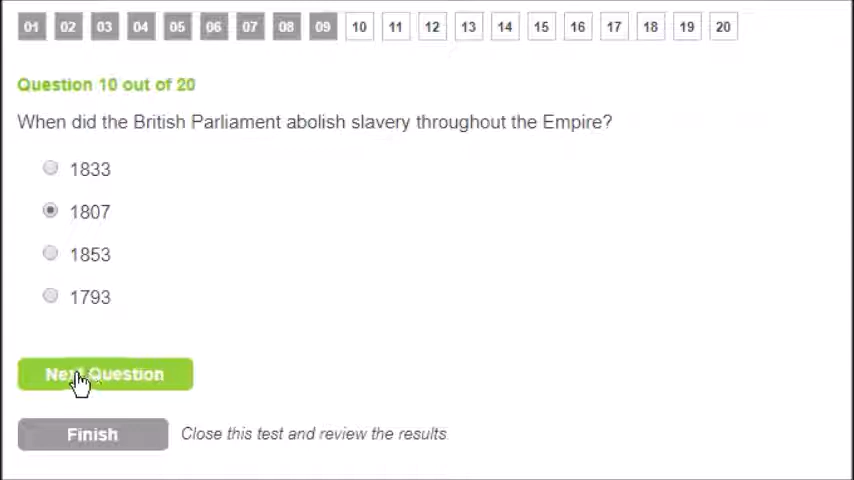 01 02 03 04 05 06 07 08 09 10 11 12 13 14 15 16 17 18 19 20
Question 10 out of 20
When did the British Parliament abolish slavery throughout the Empire?
1833
1807
1853
1793
Next Question
Finish Close this test and review the results.